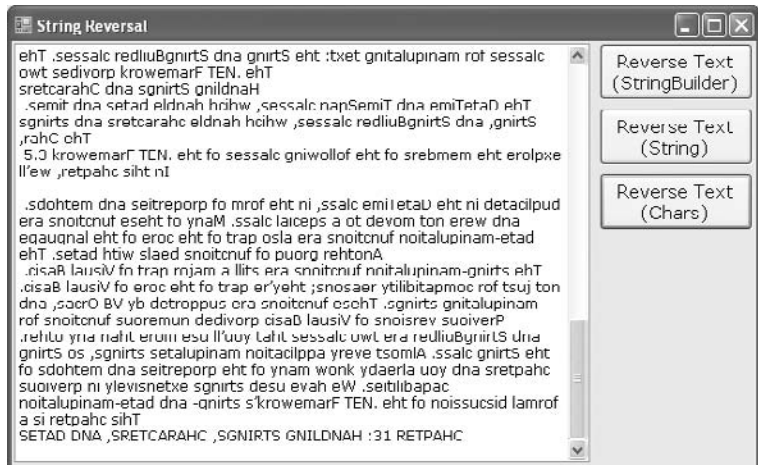 String Reversal
ehT .sessalc redliuBgnirtS dna gnirtS eht :txet gnitalupinam rof sessalc
owt sedivorp krowemarF TEN. ehT
sretcarahC dna sgnirtS gnildnaH
.semit dna setad eldnah hcihw ,sessalc napSemiT dna emiTetaD ehT
sgnirts dna sretcarahc eldnah hcihw ,sessalc redliuBgnirtS dna ,gnirtS
,rahC ehT
5.3 krowemarF TEN. eht fo sessalc gniwollof eht fo srebmem eht erolpxe
ll'ew ,retpahc siht nI
.sdohtem dna seitreporp fo mrof eht ni ,ssalc emiTetaD eht ni detacilpud
era snoitcnuf eseht fo ynaM .ssalc laiceps a ot devom ton erew dna
egaugnal eht fo eroc eht fo trap osla era snoitcnuf noitalupinam-etad
ehT .setad htiw slaed snoitcnuf fo puorg rehtonA
.cisaB lausiV fo trap rojam a llits era snoitcnuf noitalupinam-gnirts ehT
.cisaB lausiV fo eroc eht fo trap er'yeht ;snosaer ytilibitapmoc rof tsuj ton
dna ,sacrO BV yb detroppus era snoitcnuf esehT .sgnirts gnitalupinam
rof snoitcnuf suoremun dedivorp cisaB lausiV fo snoisrev suoiverP
.rehto yna naht erom esu ll'uoy taht sessalc owt era redliuBgnirtS dna
gnirtS os ,sgnirts setalupinam noitacilppa yreve tsomlA .ssalc gnirtS eht
fo sdohtem dna seitreporp eht fo ynam wonk ydaerla uoy dna sretpahc
suoiverp ni ylevisnetxe sgnirts desu evah eW .seitilibapac
noitalupinam-etad dna -gnirts s'krowemarF TEN. eht fo noissucsid lamrof
a si retpahc sihT
SETAD DNA ,SRETCARAHC ,SGNIRTS GNILDNAH :31 RETPAHC
Reverse Text
(StringBuilder)
Reverse Text
(String)
Reverse Text
(Chars)